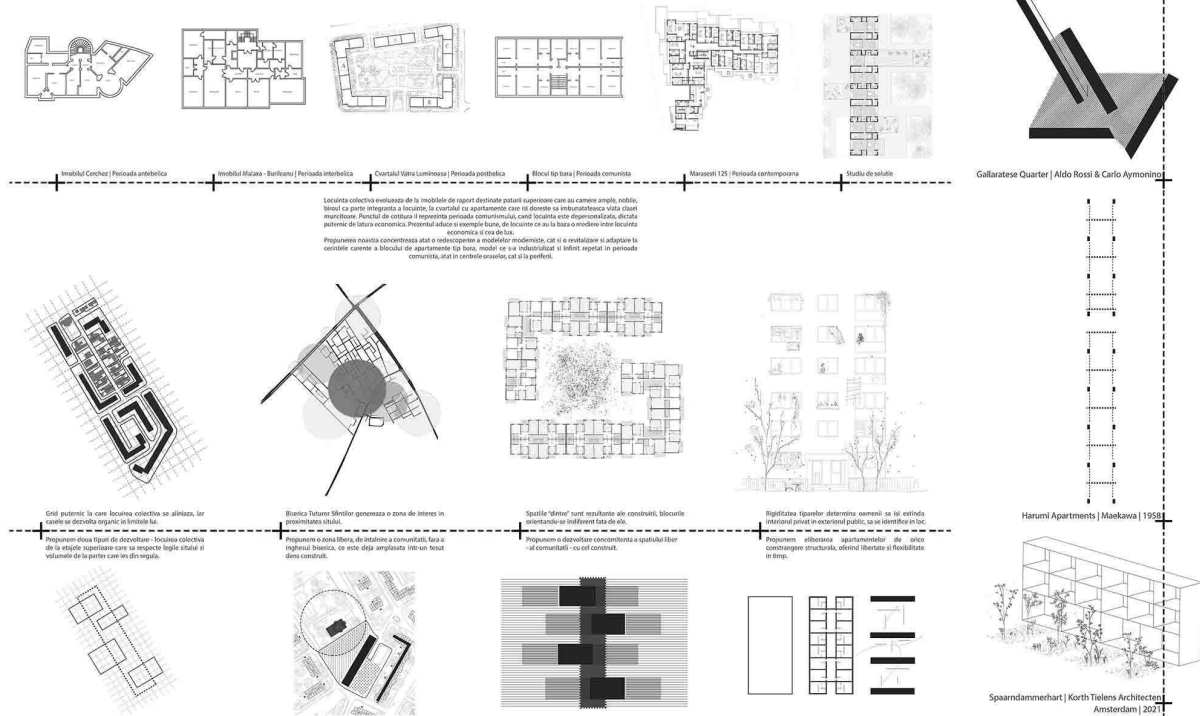 Imobilul Cerchez | Perioada antebelica
Imobilul Malaxa - Burileanu | Perioada interbelica
Cvartalul Vatra Luminoasa | Perioada postbelica
Blocul tip bara | Perioada comunista
Marasesti 125 | Perioada contemporana
Studiu de solutie
Gallaratese Quarter | Aldo Rossi & Carlo Aymonino
Locuinta colectiva evolueaza de la imobilele de raport destinate paturii superioare care au camere ample, nobile,
biroul ca parte integranta a locuintei, la cvartalul cu apartamente care isi doreste sa imbunatateasca viata clasei
muncitoare. Punctul de cotitura il reprezinta perioada comunismului, cand locuinta este depersonalizata, dictata
puternic de latura economica. Prezentul aduce si exemple bune, de locuinte ce au la baza o mediere intre locuinta
economica si cea de lux.
Propunerea noastra concentreaza atat o redescoperire a modelelor moderniste, cat si o revitalizare si adaptare la
cerintele curente a blocului de apartamente tip bara, model ce s-a industrializat si infinit repetat in perioada
comunista, atat in centrele oraselor, cat si la periferii.
Grid puternic la care locuirea colectiva se aliniaza, iar
casele se dezvolta organic in limitele lui.
Propunem doua tipuri de dezvoltare - locuirea colectiva
de la etajele superioare care sa respecte legile sitului si
volumele de la parter care ies din regula.
Biserica Tuturor Sfintilor genereaza o zona de interes in
proximitatea sitului.
Propunem o zona libera, de intalnire a comunitatii, fara a
inghesui biserica, ce este deja amplasata intr-un tesut
dens construit.
Spatiile "dintre" sunt rezultante ale construirii, blocurile
orientandu-se indiferent fata de ele.
Propunem o dezvoltare concomitenta a spatiului liber
- al comunitatii - cu cel construit.
Rigiditatea tiparelor determina oamenii sa isi extinda
interiorul privat in exteriorul public, sa se identifice in loc.
Propunem eliberarea apartamentelor de orice
constrangere structurala, oferind libertate si flexibilitate
in timp.
Harumi Apartments | Maekawa | 1958
Spaarndammerhart | Korth Tielens Architecten
Amsterdam | 2021